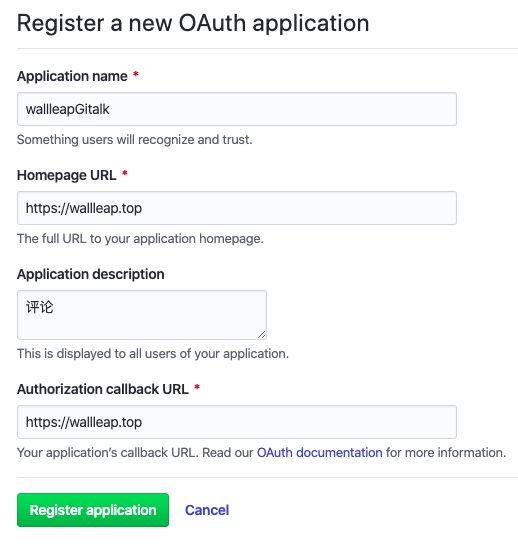 Register a new OAuth application
Application name *
wallleapGitalk
Something users will recognize and trust.
Homepage URL *
https://wallleap.top
The full URL to your application homepage.
Application description
评论
This is displayed to all users of your application.
Authorization callback URL *
https://wallleap.top
Your application’s callback URL. Read our OAuth documentation for more information.
Register application Cancel